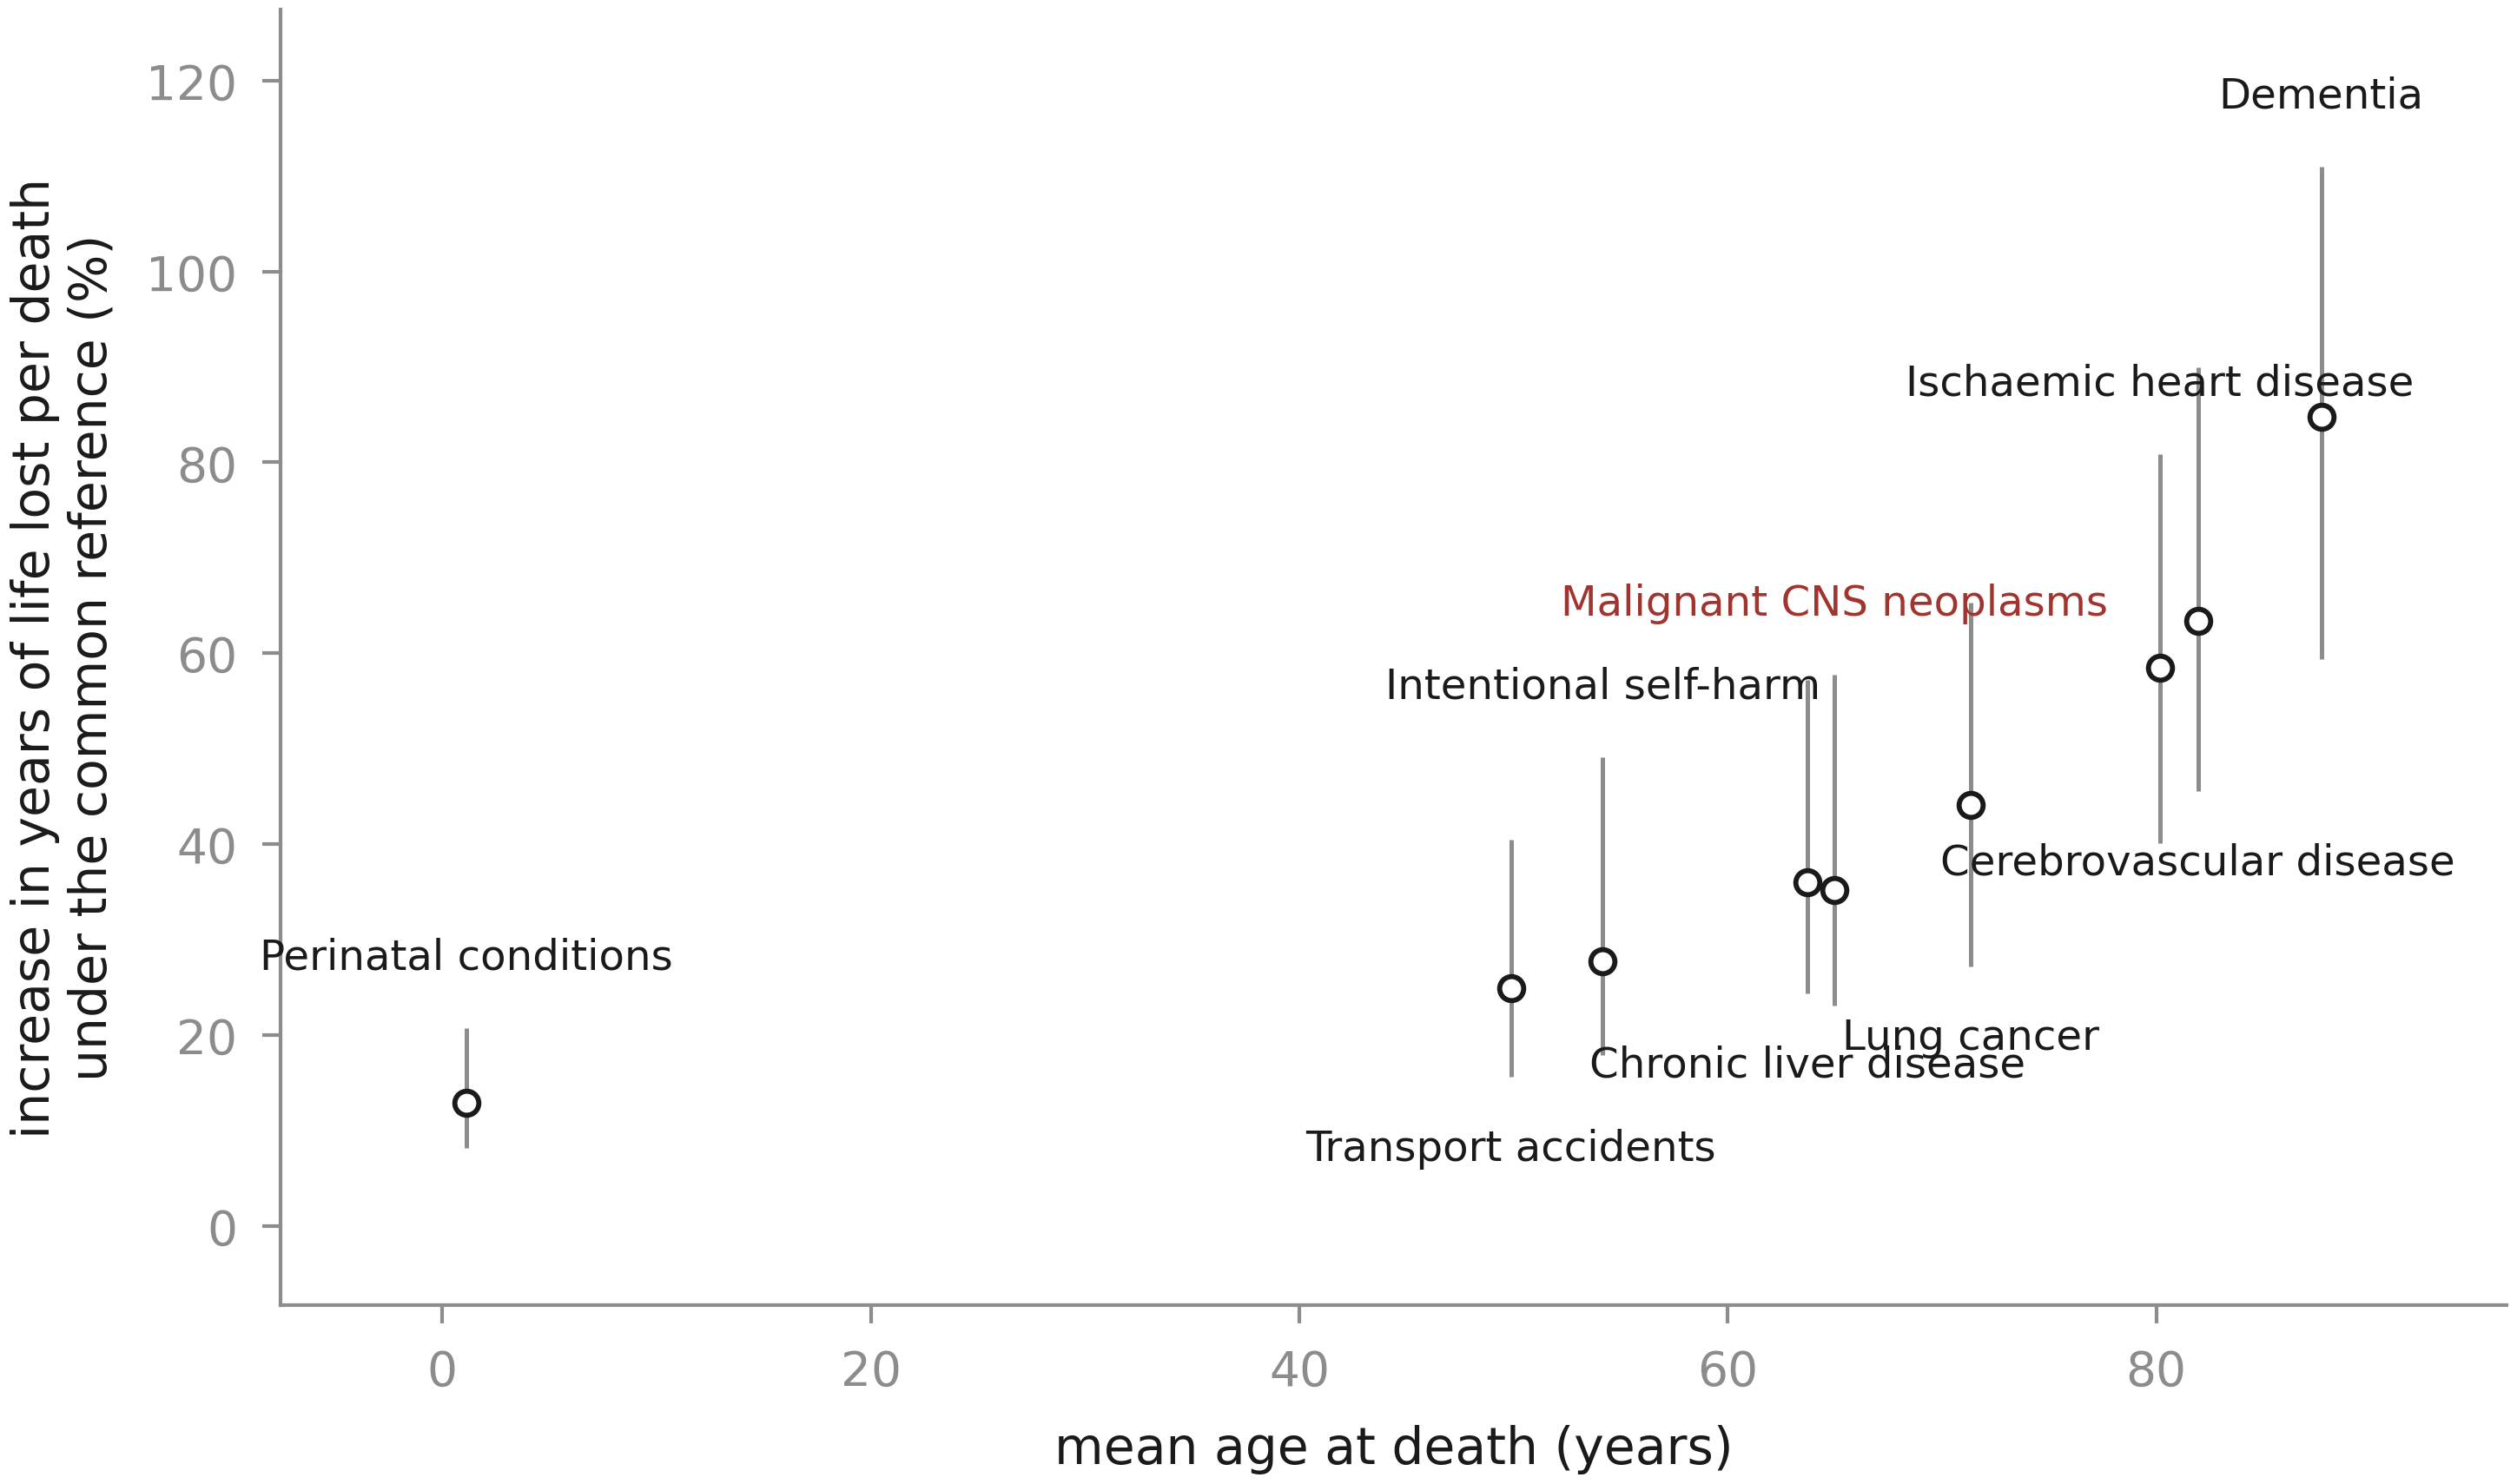 increase in years of life lost per death
under the common reference (%)
120
100
80
60
40
20
0
Dementia
Ischaemic heart disease
Malignant CNS neoplasms
Intentional self-harm
Cerebrovascular disease
Perinatal conditions
Lung cancer
Chronic liver disease
Transport accidents
0
20
40
60
80
mean age at death (years)